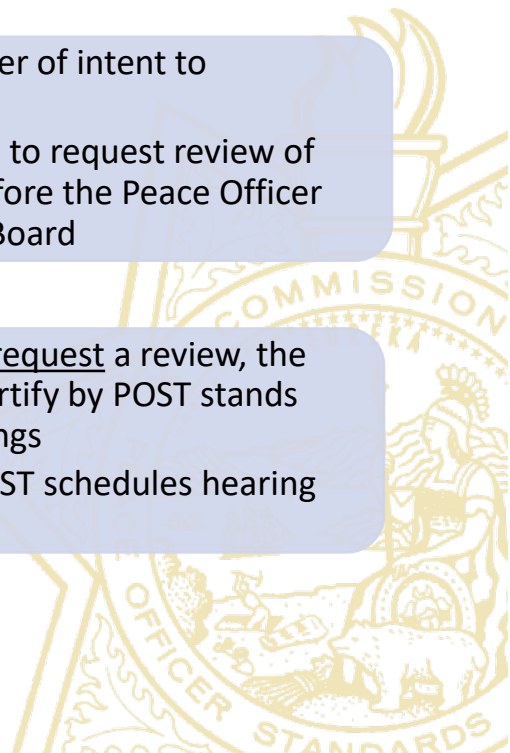 er of intent to
to request review of
fore the Peace Officer
Board
request a review, the
rtify by POST stands
ngs
ST schedules hearing
COMMISSION
EUREKA
OFFICER
STANDARDS